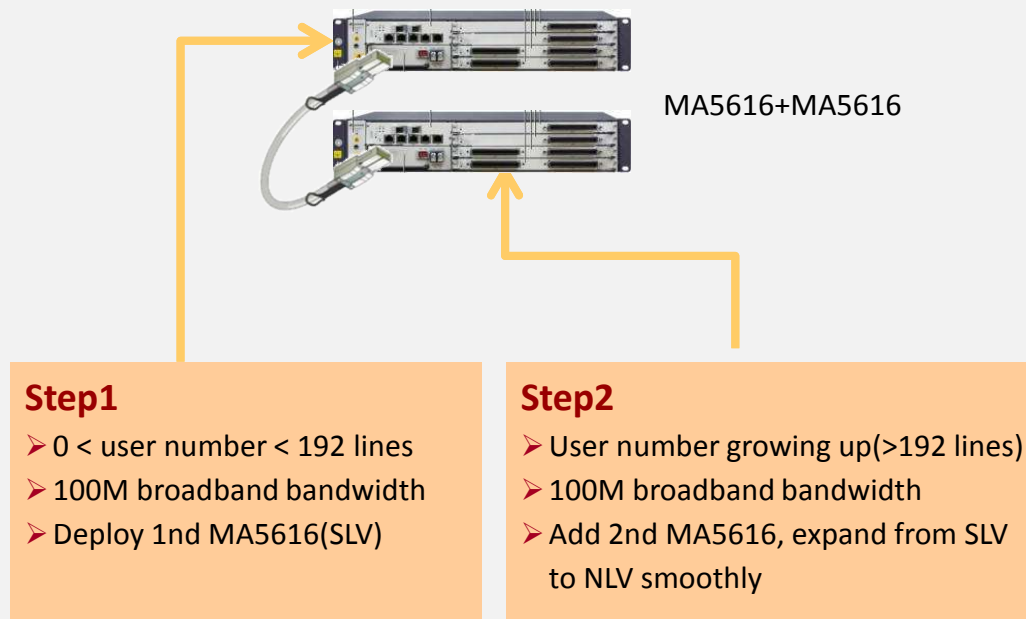 MA5616+MA5616
Step1
➢ 0 < user number < 192 lines
➢ 100M broadband bandwidth
➢ Deploy 1nd MA5616(SLV)
Step2
➢ User number growing up(>192 lines)
➢ 100M broadband bandwidth
➢ Add 2nd MA5616, expand from SLV
to NLV smoothly